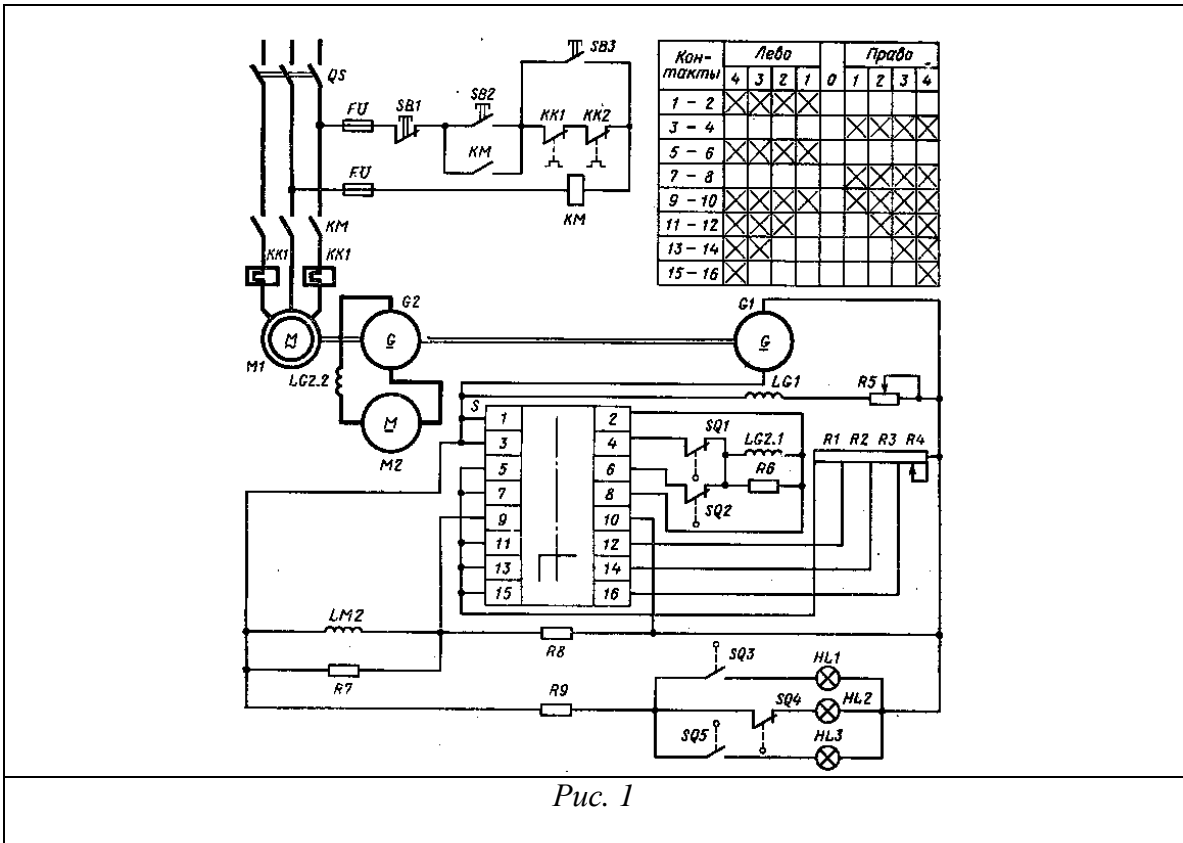 QS
FU
SB1
SB2
KM
SB3
KK1
KK2
FU
KM
KM
KK1
KK1
Кон-
такты
Лево
Право
4 3 2 1 0 1 2 3 4
1 – 2
3 – 4
5 – 6
7 – 8
9 – 10
11 – 12
13 – 14
15 – 16
M1
M
G2
G
G1
G
LG2.2
M
M2
LG1
R5
S
1 2
3 4
5 6
7 8
9 10
11 12
13 14
15 16
SQ1
LG2.1
R6
SQ2
R1 R2 R3 R4
LM2
R7
R8
R9
SQ3
HL1
SQ4
HL2
SQ5
HL3
Рис. 1